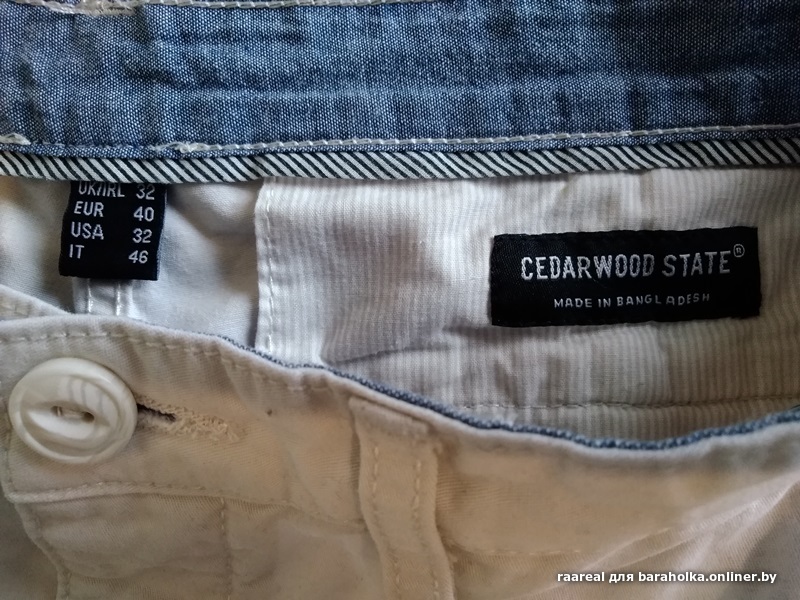 UK/IRL 32
EUR 40
USA 32
IT 46
CEDARWOOD STATE®
MADE IN BANGLADESH
raareal для baraholka.onliner.by